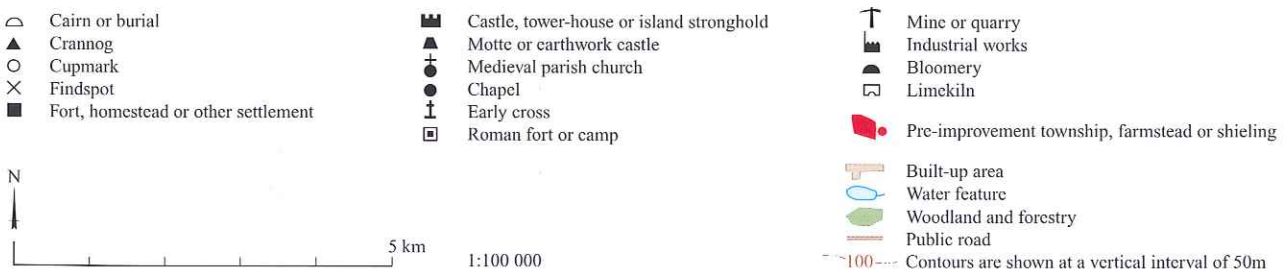 Cairn or burial
Crannog
Cupmark
Findspot
Fort, homestead or other settlement
Castle, tower-house or island stronghold
Motte or earthwork castle
Medieval parish church
Chapel
Early cross
Roman fort or camp
Mine or quarry
Industrial works
Bloomery
Limekiln
Pre-improvement township, farmstead or shieling
Built-up area
Water feature
Woodland and forestry
Public road
100 Contours are shown at a vertical interval of 50m
N
5 km
1:100 000